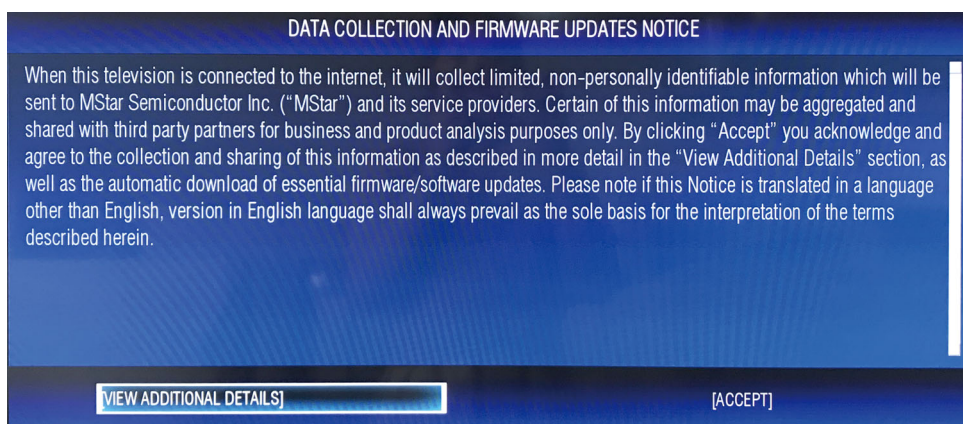 DATA COLLECTION AND FIRMWARE UPDATES NOTICE
When this television is connected to the internet, it will collect limited, non-personally identifiable information which will be
sent to MStar Semiconductor Inc. ("MStar") and its service providers. Certain of this information may be aggregated and
shared with third party partners for business and product analysis purposes only. By clicking "Accept" you acknowledge and
agree to the collection and sharing of this information as described in more detail in the "View Additional Details" section, as
well as the automatic download of essential firmware/software updates. Please note if this Notice is translated in a language
other than English, version in English language shall always prevail as the sole basis for the interpretation of the terms
described herein.
[VIEW ADDITIONAL DETAILS]
[ACCEPT]